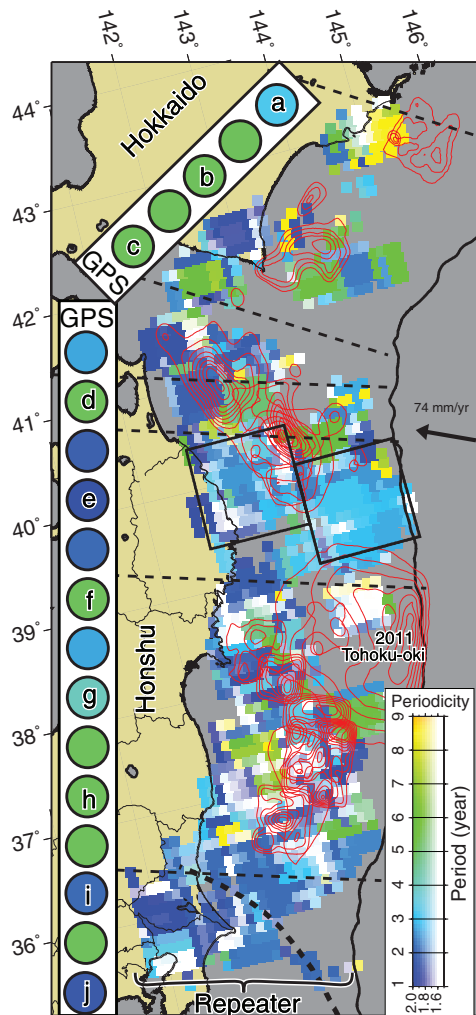 142° 143° 144° 145° 146°
44°
43°
42°
41°
40°
39°
38°
37°
36°
Hokkaido
a
b
c
GPS
GPS
d
e
f
g
h
i
j
Honshu
74 mm/yr
2011
Tohoku-oki
Periodicity
9
8
7
6
5
4
3
2
1
Period (year)
2.0
1.8
1.6
Repeater